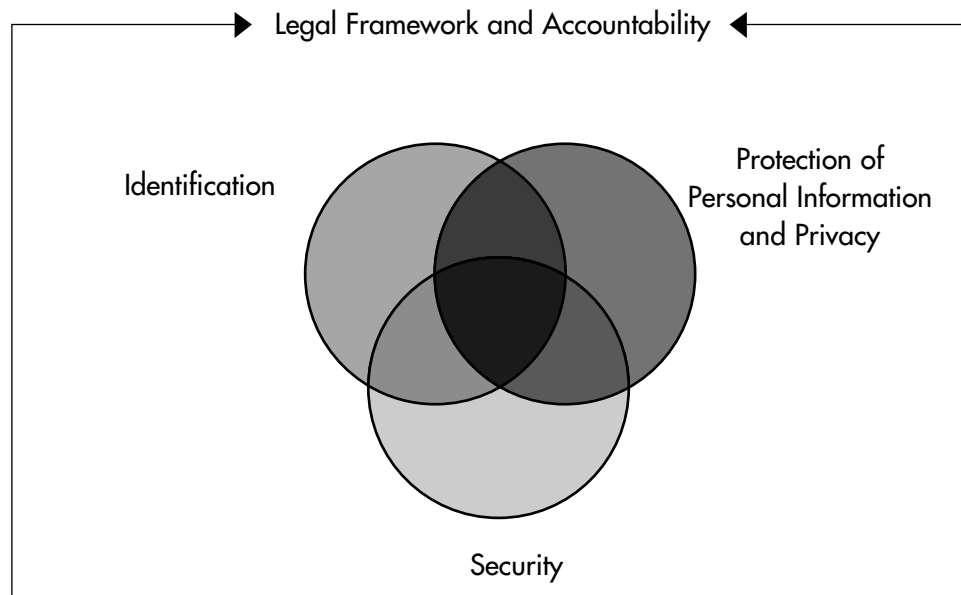 Legal Framework and Accountability
Identification
Protection of
Personal Information
and Privacy
Security